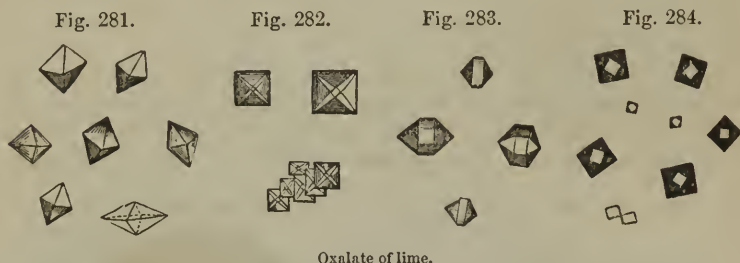 Fig. 281. Fig. 282. Fig. 283. Fig. 284.
Oxalate of lime.